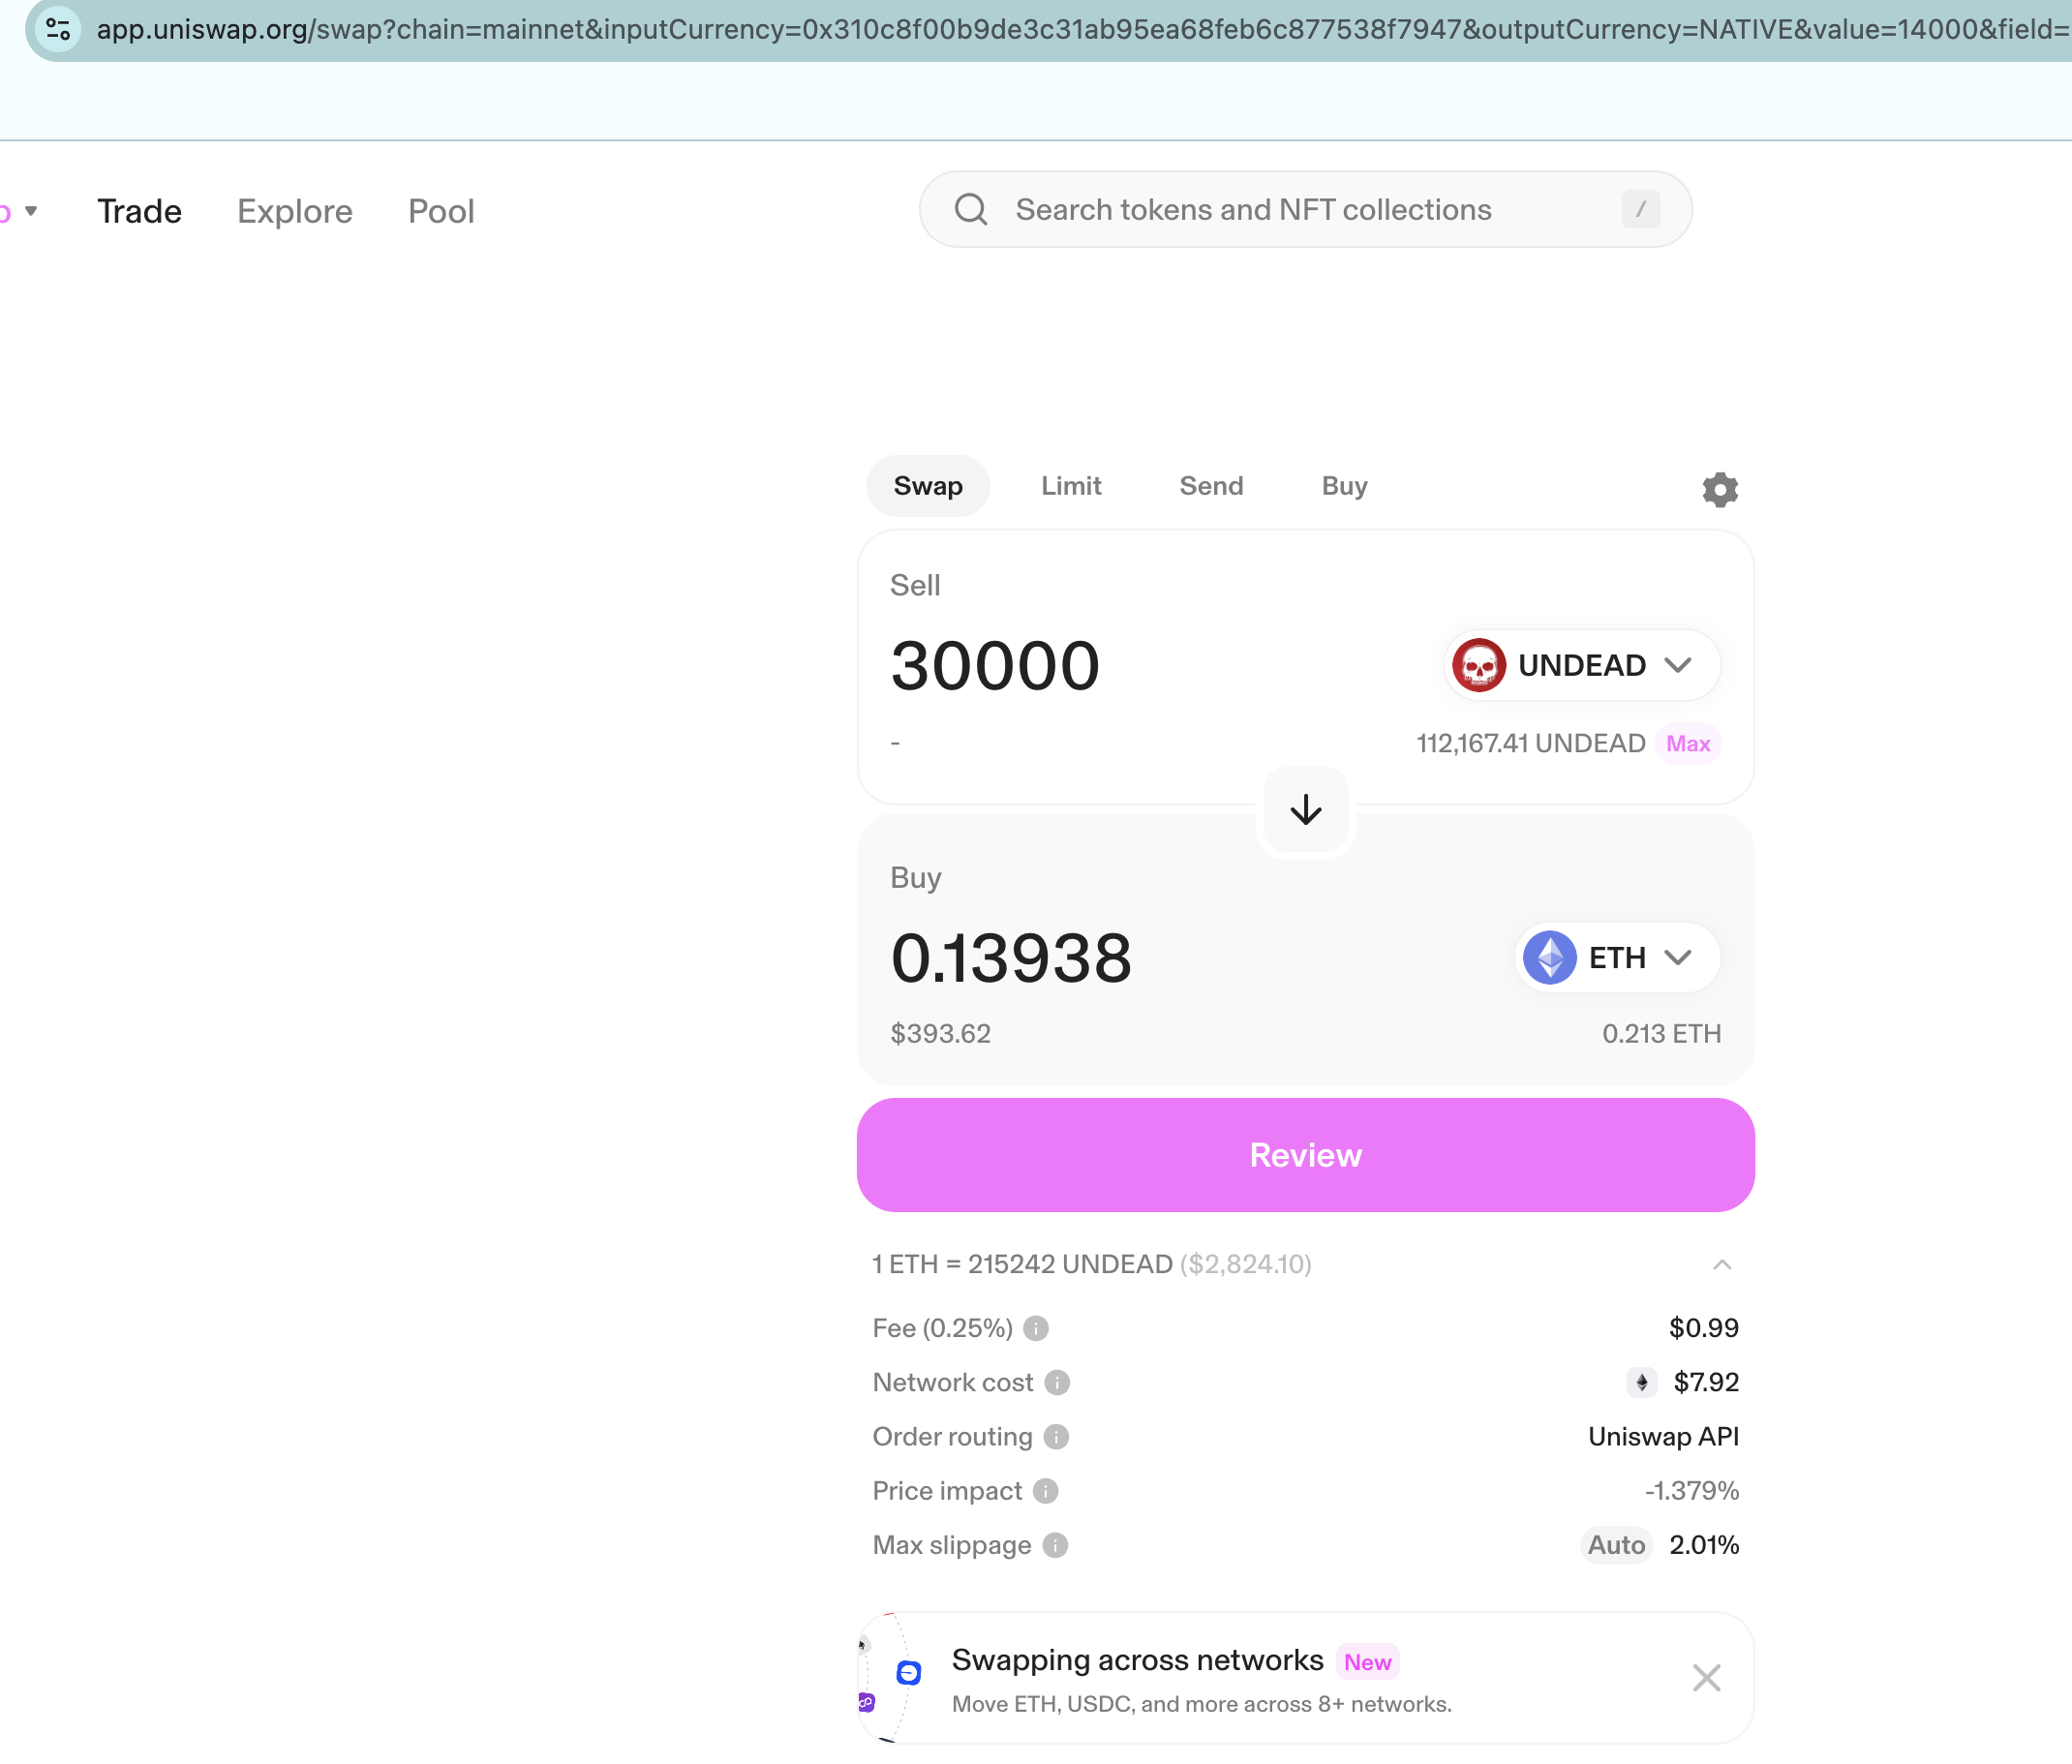 app.uniswap.org/swap?chain=mainnet&inputCurrency=0x310c8f00b9de3c31ab95ea68feb6c877538f7947&outputCurrency=NATIVE&value=14000&field=
Trade Explore Pool
Search tokens and NFT collections /
Swap Limit Send Buy
Sell
30000 UNDEAD
- 112,167.41 UNDEAD Max
Buy
0.13938 ETH
$393.62 0.213 ETH
Review
1 ETH = 215242 UNDEAD ($2,824.10)
Fee (0.25%) $0.99
Network cost $7.92
Order routing Uniswap API
Price impact -1.379%
Max slippage Auto 2.01%
Swapping across networks New
Move ETH, USDC, and more across 8+ networks.